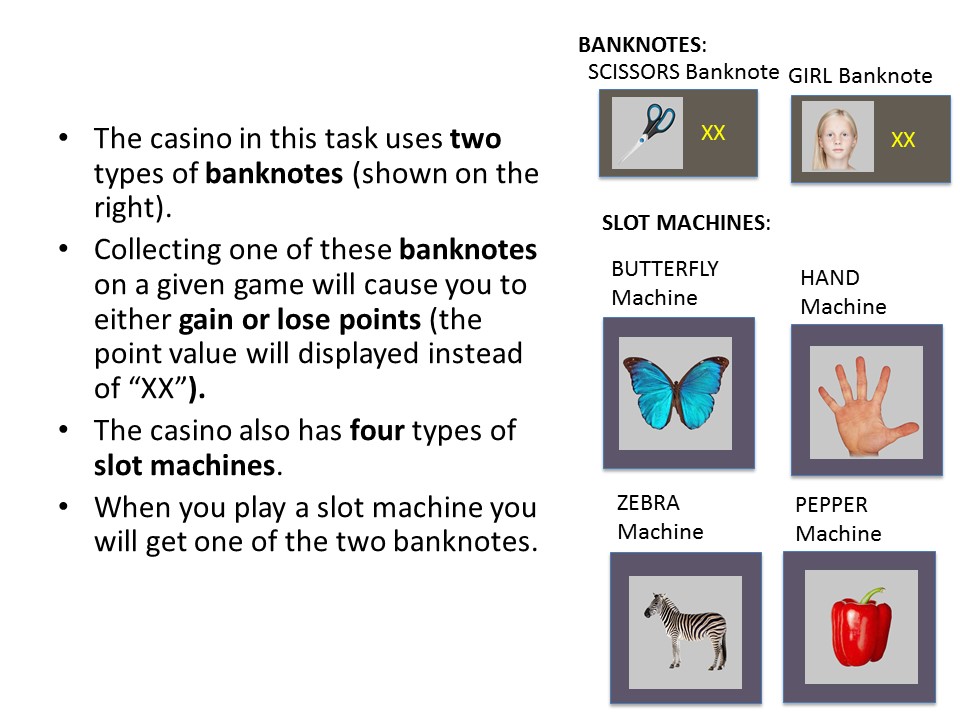 • The casino in this task uses two
types of banknotes (shown on the
right).
• Collecting one of these banknotes
on a given game will cause you to
either gain or lose points (the
point value will displayed instead
of “XX”).
• The casino also has four types of
slot machines.
• When you play a slot machine you
will get one of the two banknotes.
BANKNOTES:
SCISSORS Banknote
GIRL Banknote
XX
XX
SLOT MACHINES:
BUTTERFLY
Machine
HAND
Machine
ZEBRA
Machine
PEPPER
Machine